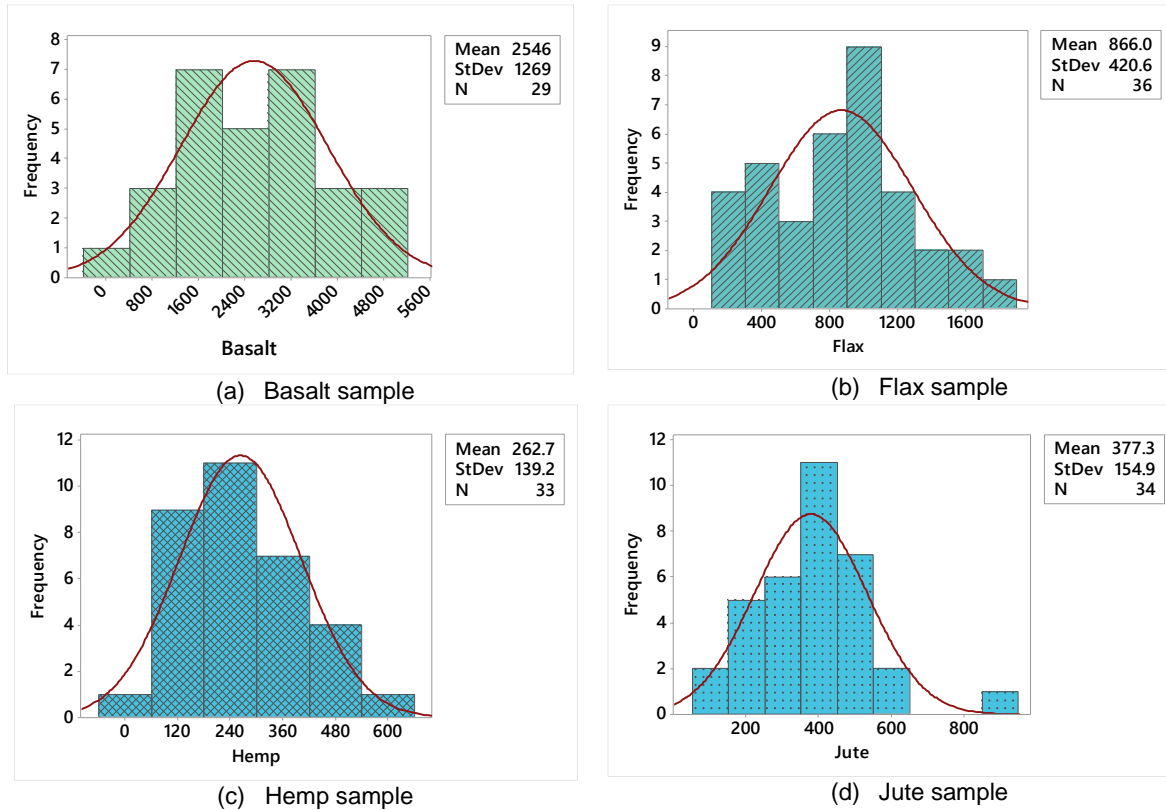 Mean 2546
StDev 1269
N 29
Frequency
8
7
6
5
4
3
2
1
0
0 800 1600 2400 3200 4000 4800 5600
Basalt
(a) Basalt sample
Mean 866.0
StDev 420.6
N 36
Frequency
9
8
7
6
5
4
3
2
1
0
0 400 800 1200 1600
Flax
(b) Flax sample
Mean 262.7
StDev 139.2
N 33
Frequency
12
10
8
6
4
2
0
0 120 240 360 480 600
Hemp
(c) Hemp sample
Mean 377.3
StDev 154.9
N 34
Frequency
12
10
8
6
4
2
0
200 400 600 800
Jute
(d) Jute sample